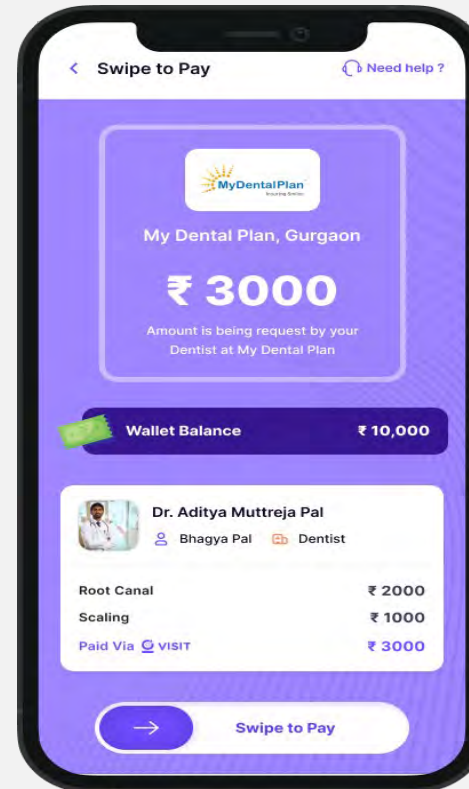 Swipe to Pay
Need help ?
MyDentalPlan
Insuring Smiles
My Dental Plan, Gurgaon
₹ 3000
Amount is being request by your
Dentist at My Dental Plan
Wallet Balance ₹ 10,000
Dr. Aditya Muttreja Pal
Bhagya Pal Dentist
Root Canal ₹ 2000
Scaling ₹ 1000
Paid Via VISIT ₹ 3000
Swipe to Pay